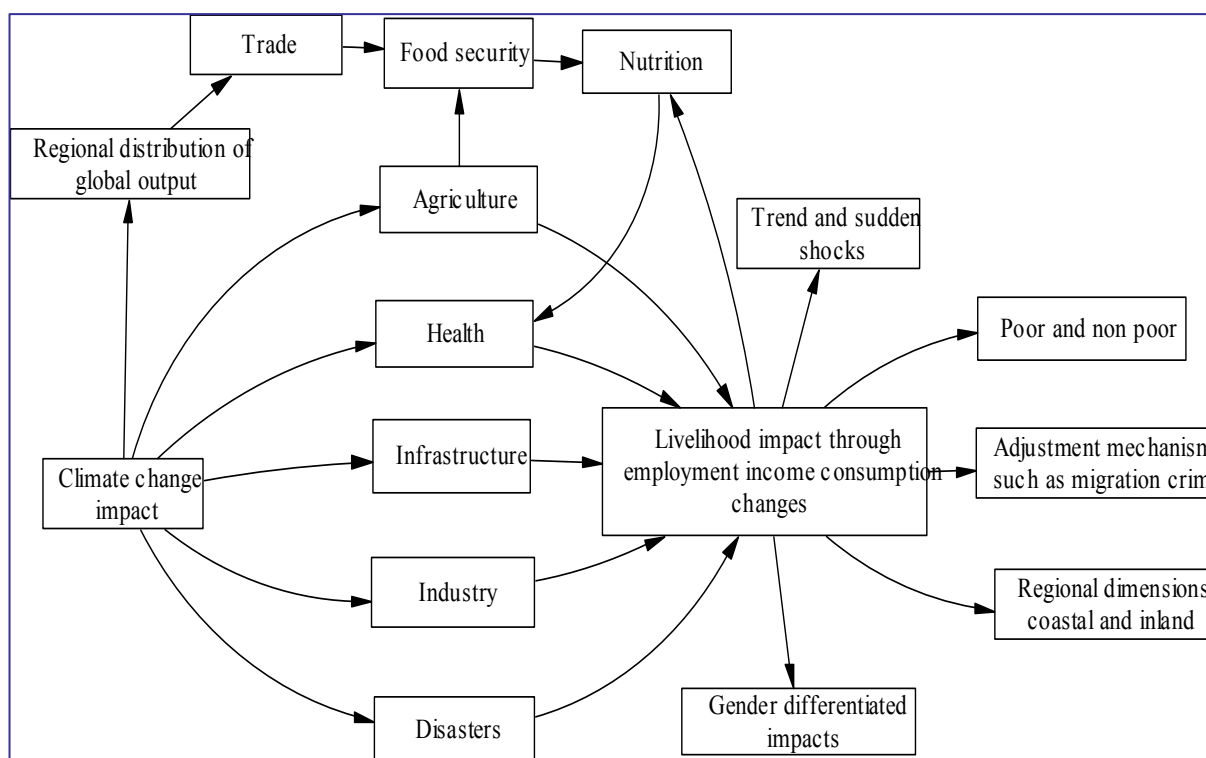 Trade
Food security
Nutrition
Regional distribution of
global output
Agriculture
Trend and sudden
shocks
Health
Poor and non poor
Livelihood impact through
employment income consumption
changes
Infrastructure
Climate change
impact
Adjustment mechanism
such as migration crim
Industry
Regional dimensions
coastal and inland
Disasters
Gender differentiated
impacts